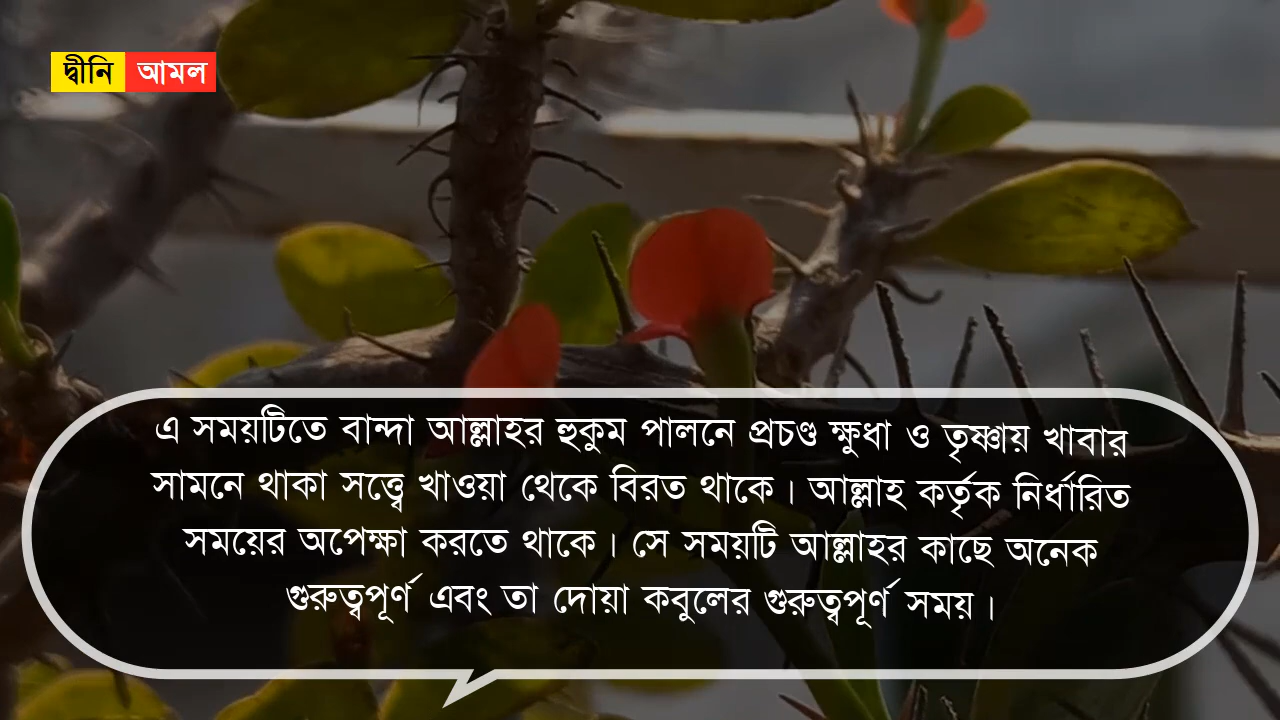 দ্বীনি আমল
এ সময়টিতে বান্দা আল্লাহর হুকুম পালনে প্রচণ্ড ক্ষুধা ও তৃষ্ণায় খাবার
সামনে থাকা সত্ত্বে খাওয়া থেকে বিরত থাকে। আল্লাহ কর্তৃক নির্ধারিত
সময়ের অপেক্ষা করতে থাকে। সে সময়টি আল্লাহর কাছে অনেক
গুরুত্বপূর্ণ এবং তা দোয়া কবুলের গুরুত্বপূর্ণ সময়।